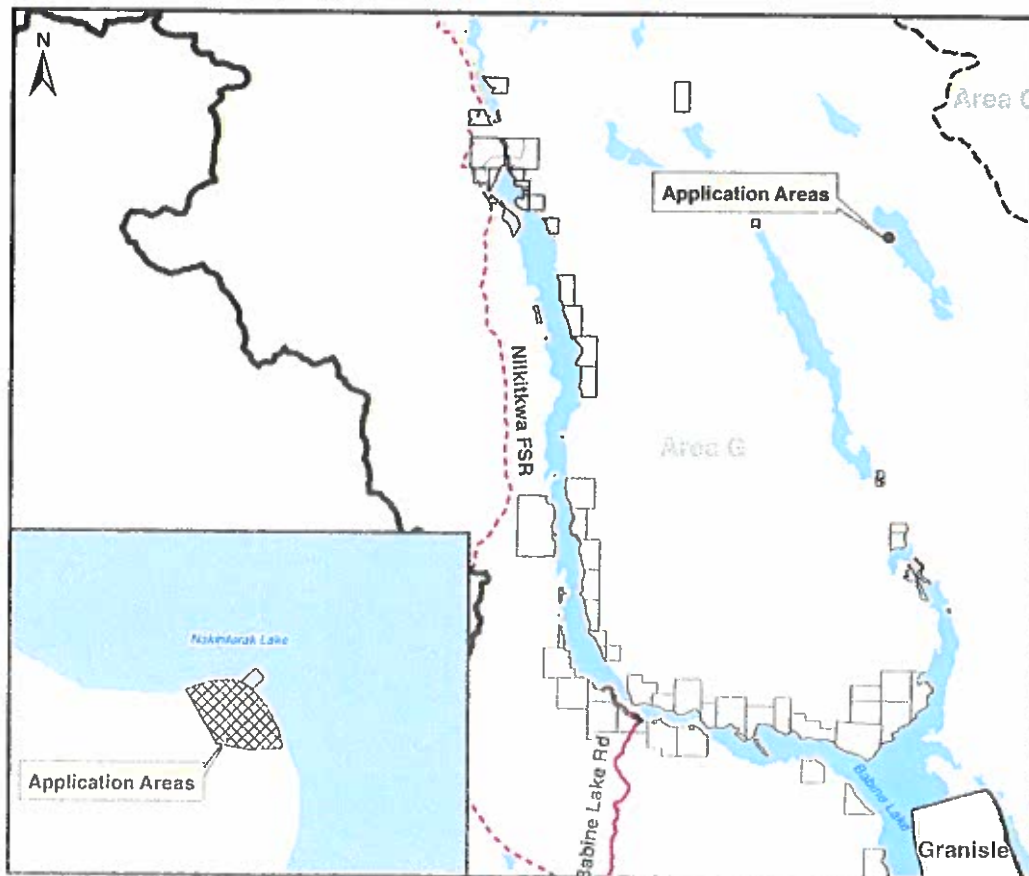 N
Area G
Application Areas
Nilkitkwa FSR
Area G
Nakinilerak Lake
Application Areas
Babine Lake Rd
Babine Lake
Granisle